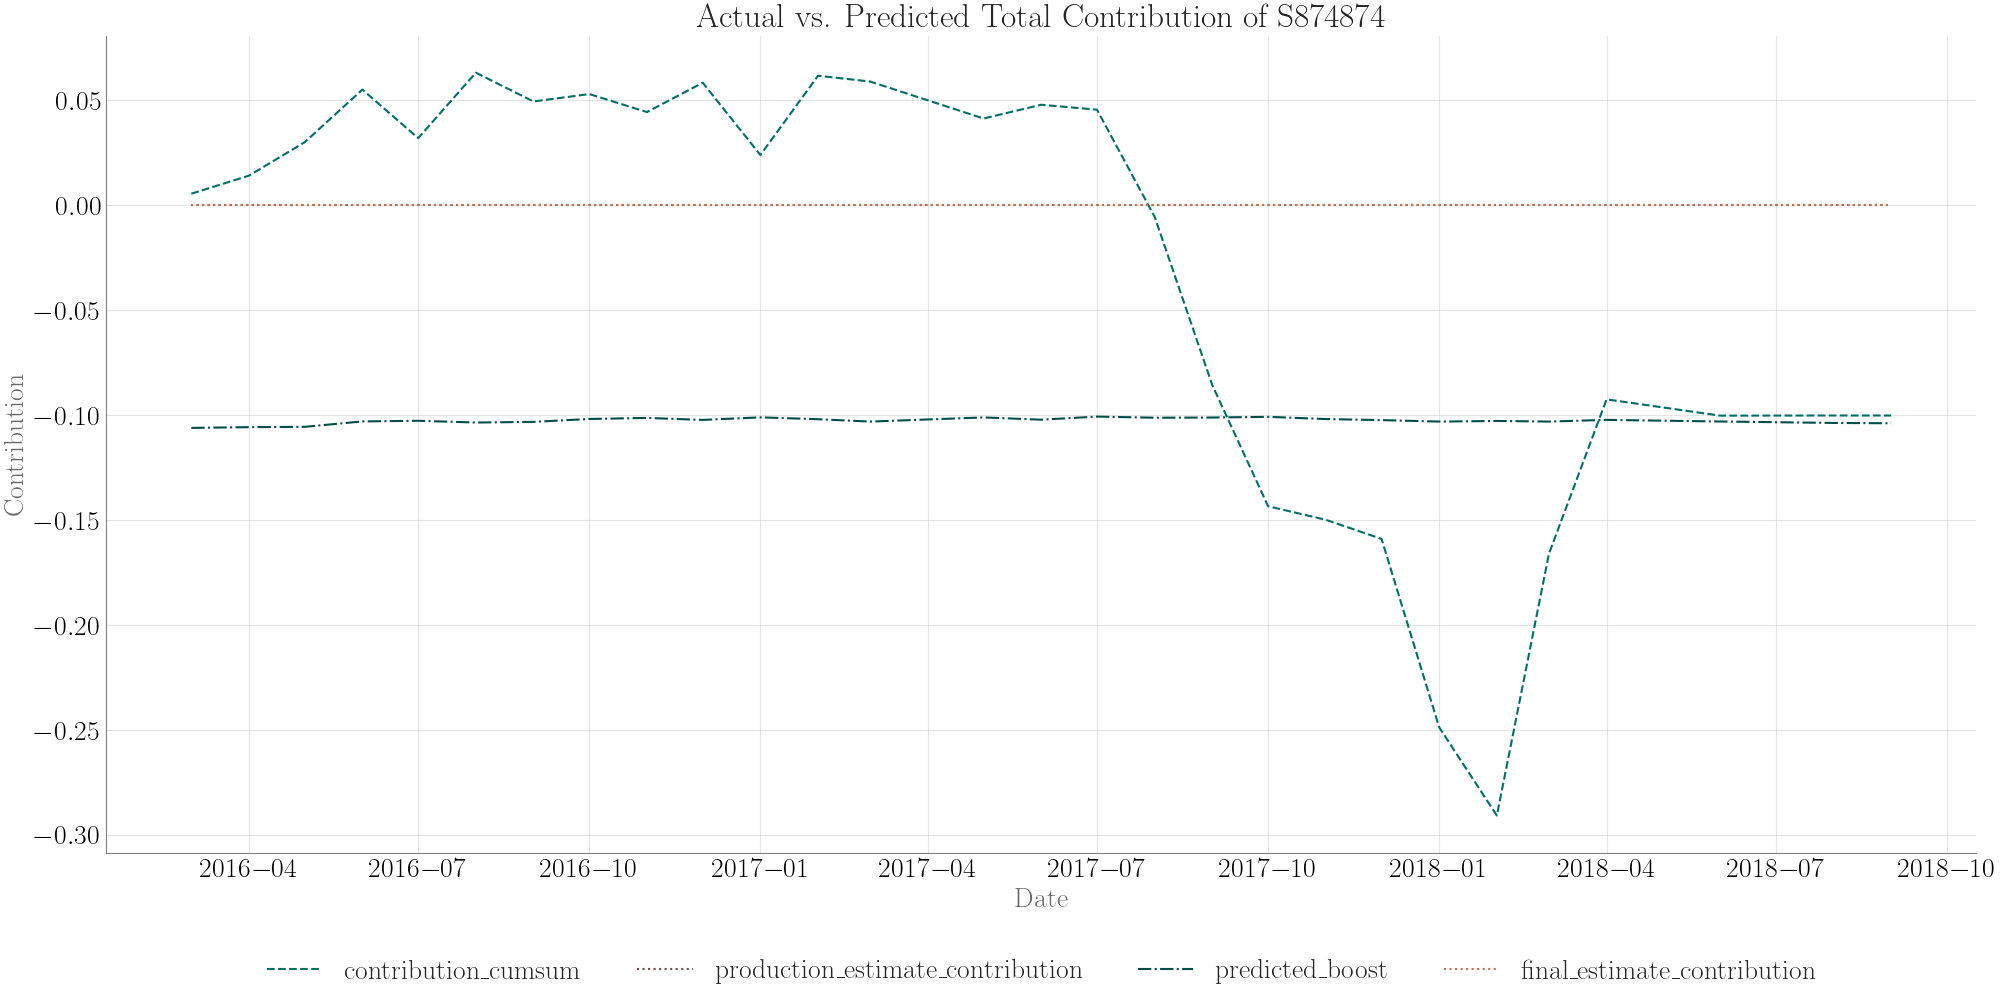 Actual vs. Predicted Total Contribution of S874874
0.05
0.00
−0.05
−0.10
−0.15
−0.20
−0.25
−0.30
Contribution
2016−04 2016−07 2016−10 2017−01 2017−04 2017−07 2017−10 2018−01 2018−04 2018−07 2018−10
Date
contribution_cumsum production_estimate_contribution predicted_boost final_estimate_contribution